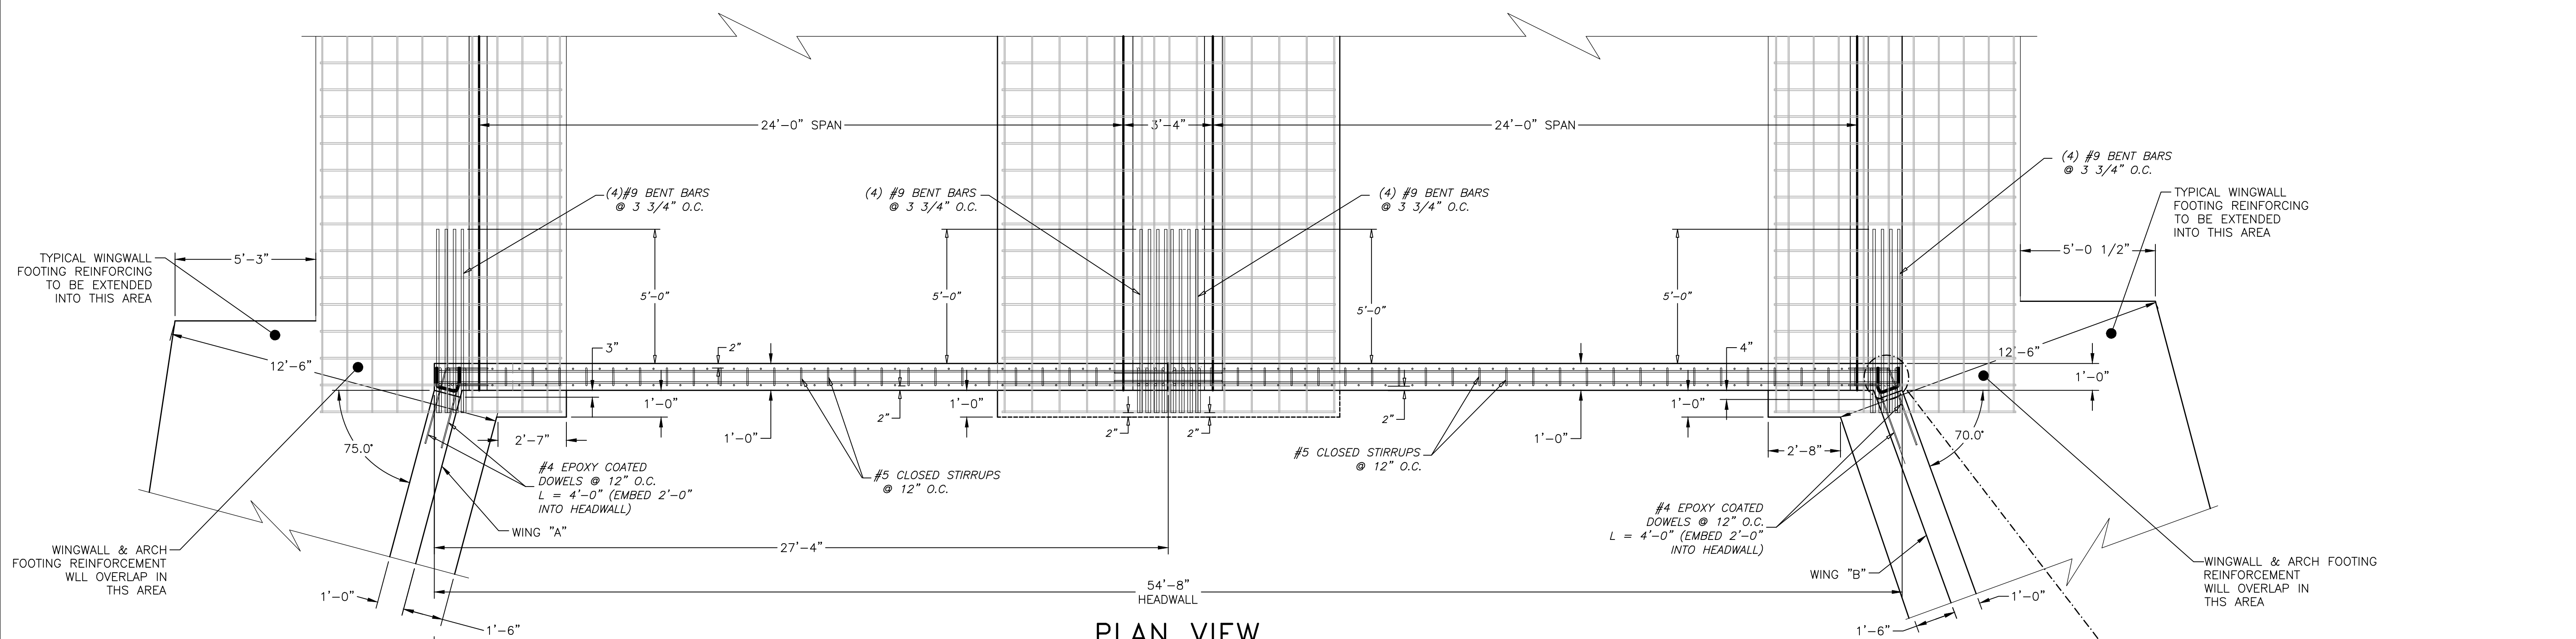 24'-0" SPAN
3'-4"
24'-0" SPAN
(4)#9 BENT BARS
@ 3 3/4" O.C.
(4) #9 BENT BARS
@ 3 3/4" O.C.
(4) #9 BENT BARS
@ 3 3/4" O.C.
(4) #9 BENT BARS
@ 3 3/4" O.C.
TYPICAL WINGWALL
FOOTING REINFORCING
TO BE EXTENDED
INTO THIS AREA
TYPICAL WINGWALL
FOOTING REINFORCING
TO BE EXTENDED
INTO THIS AREA
5'-3"
5'-0 1/2"
5'-0"
5'-0"
5'-0"
5'-0"
12'-6"
3"
2"
4"
12'-6"
1'-0"
1'-0"
1'-0"
2"
1'-0"
2"
2"
2"
1'-0"
1'-0"
1'-0"
75.0°
2'-7"
2'-8"
70.0°
#4 EPOXY COATED
DOWELS @ 12" O.C.
L = 4'-0" (EMBED 2'-0"
INTO HEADWALL)
#5 CLOSED STIRRUPS
@ 12" O.C.
#5 CLOSED STIRRUPS
@ 12" O.C.
#4 EPOXY COATED
DOWELS @ 12" O.C.
L = 4'-0" (EMBED 2'-0"
INTO HEADWALL)
WING "A"
27'-4"
WINGWALL & ARCH
FOOTING REINFORCEMENT
WLL OVERLAP IN
THS AREA
WING "B"
WINGWALL & ARCH FOOTING
REINFORCEMENT
WILL OVERLAP IN
THS AREA
54'-8"
HEADWALL
1'-0"
1'-6"
1'-0"
1'-6"
PLAN VIEW